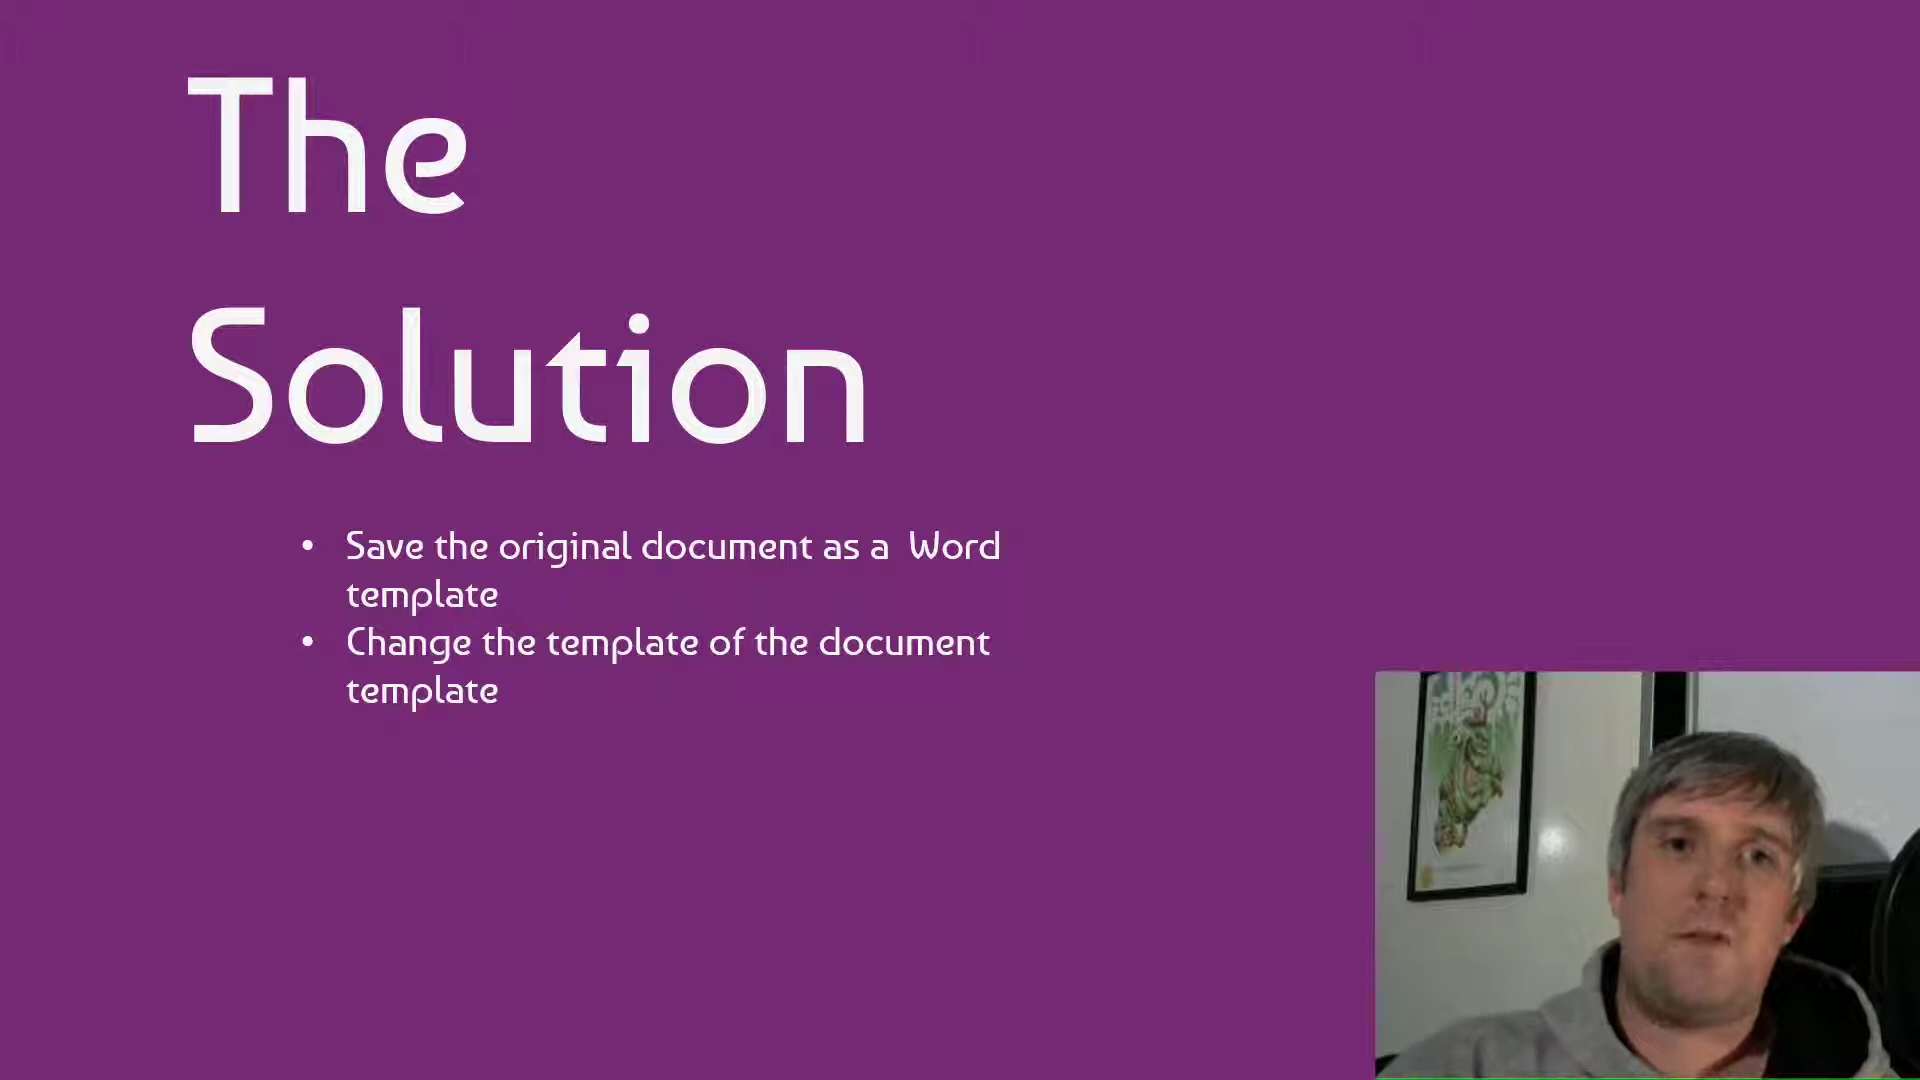 The
Solution
• Save the original document as a  Word
template
• Change the template of the document
template